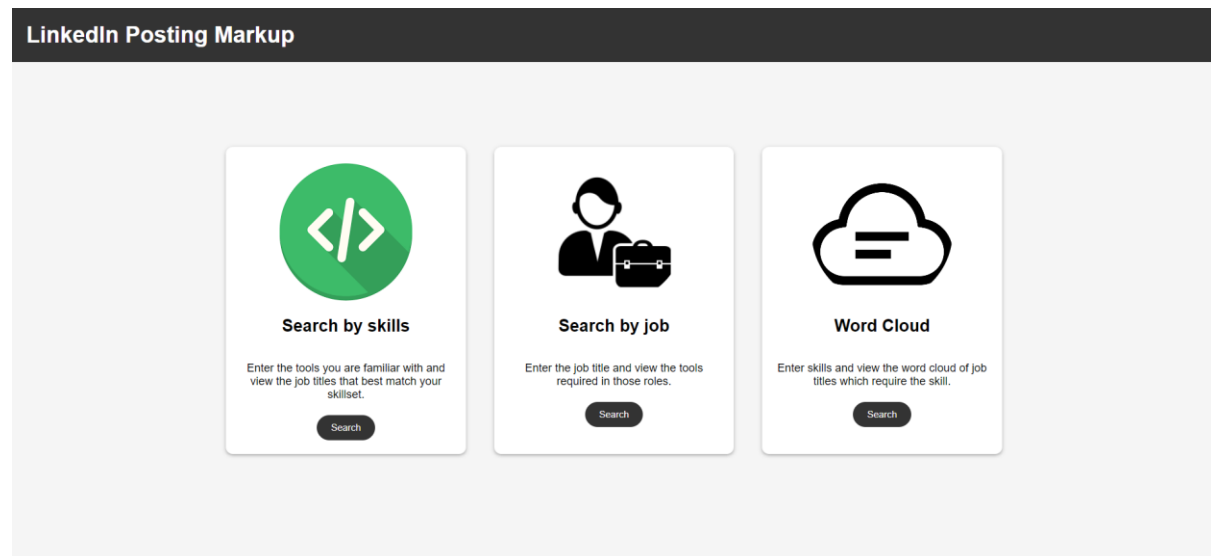 LinkedIn Posting Markup
Search by skills
Enter the tools you are familiar with and
view the job titles that best match your
skillset.
Search
Search by job
Enter the job title and view the tools
required in those roles.
Search
Word Cloud
Enter skills and view the word cloud of job
titles which require the skill.
Search